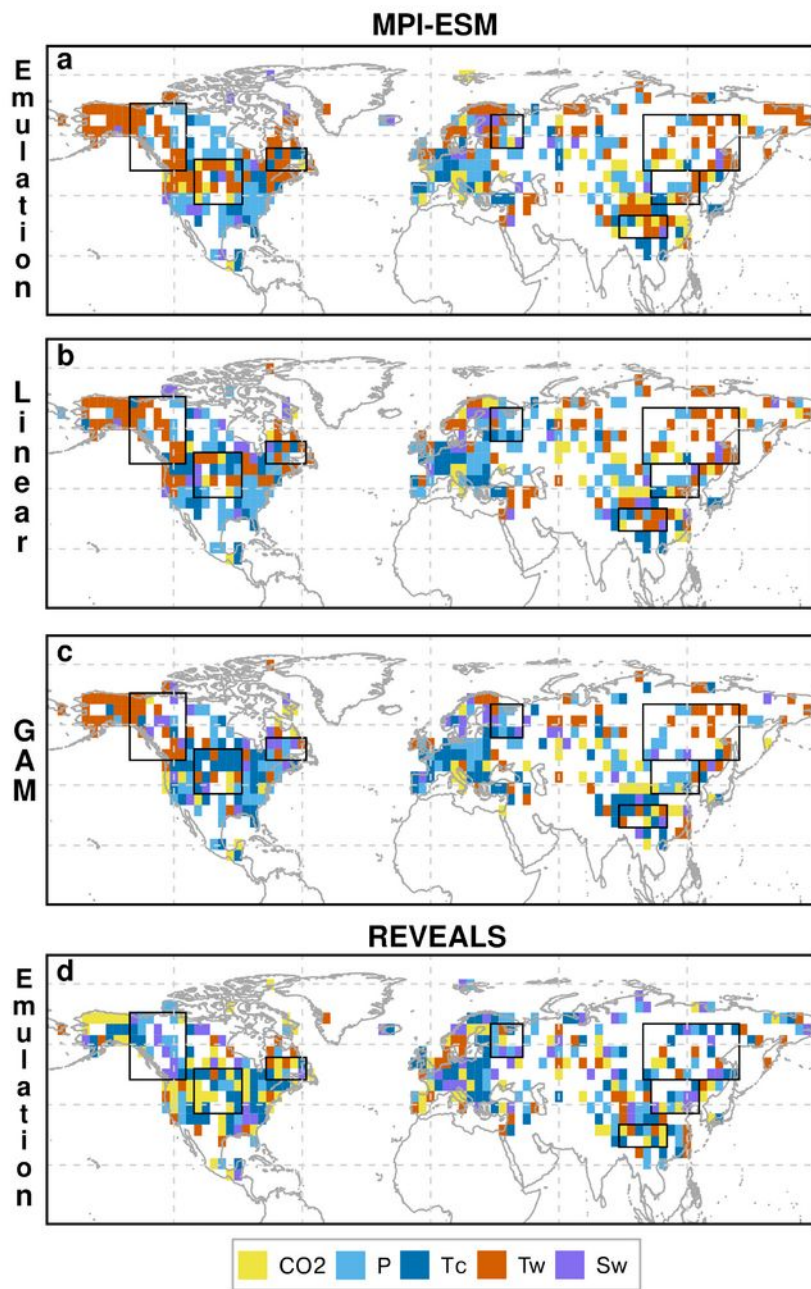 MPI-ESM
a
Emulation
b
Linear
c
GAM
REVEALS
d
Emulation
CO2 P Tc Tw Sw